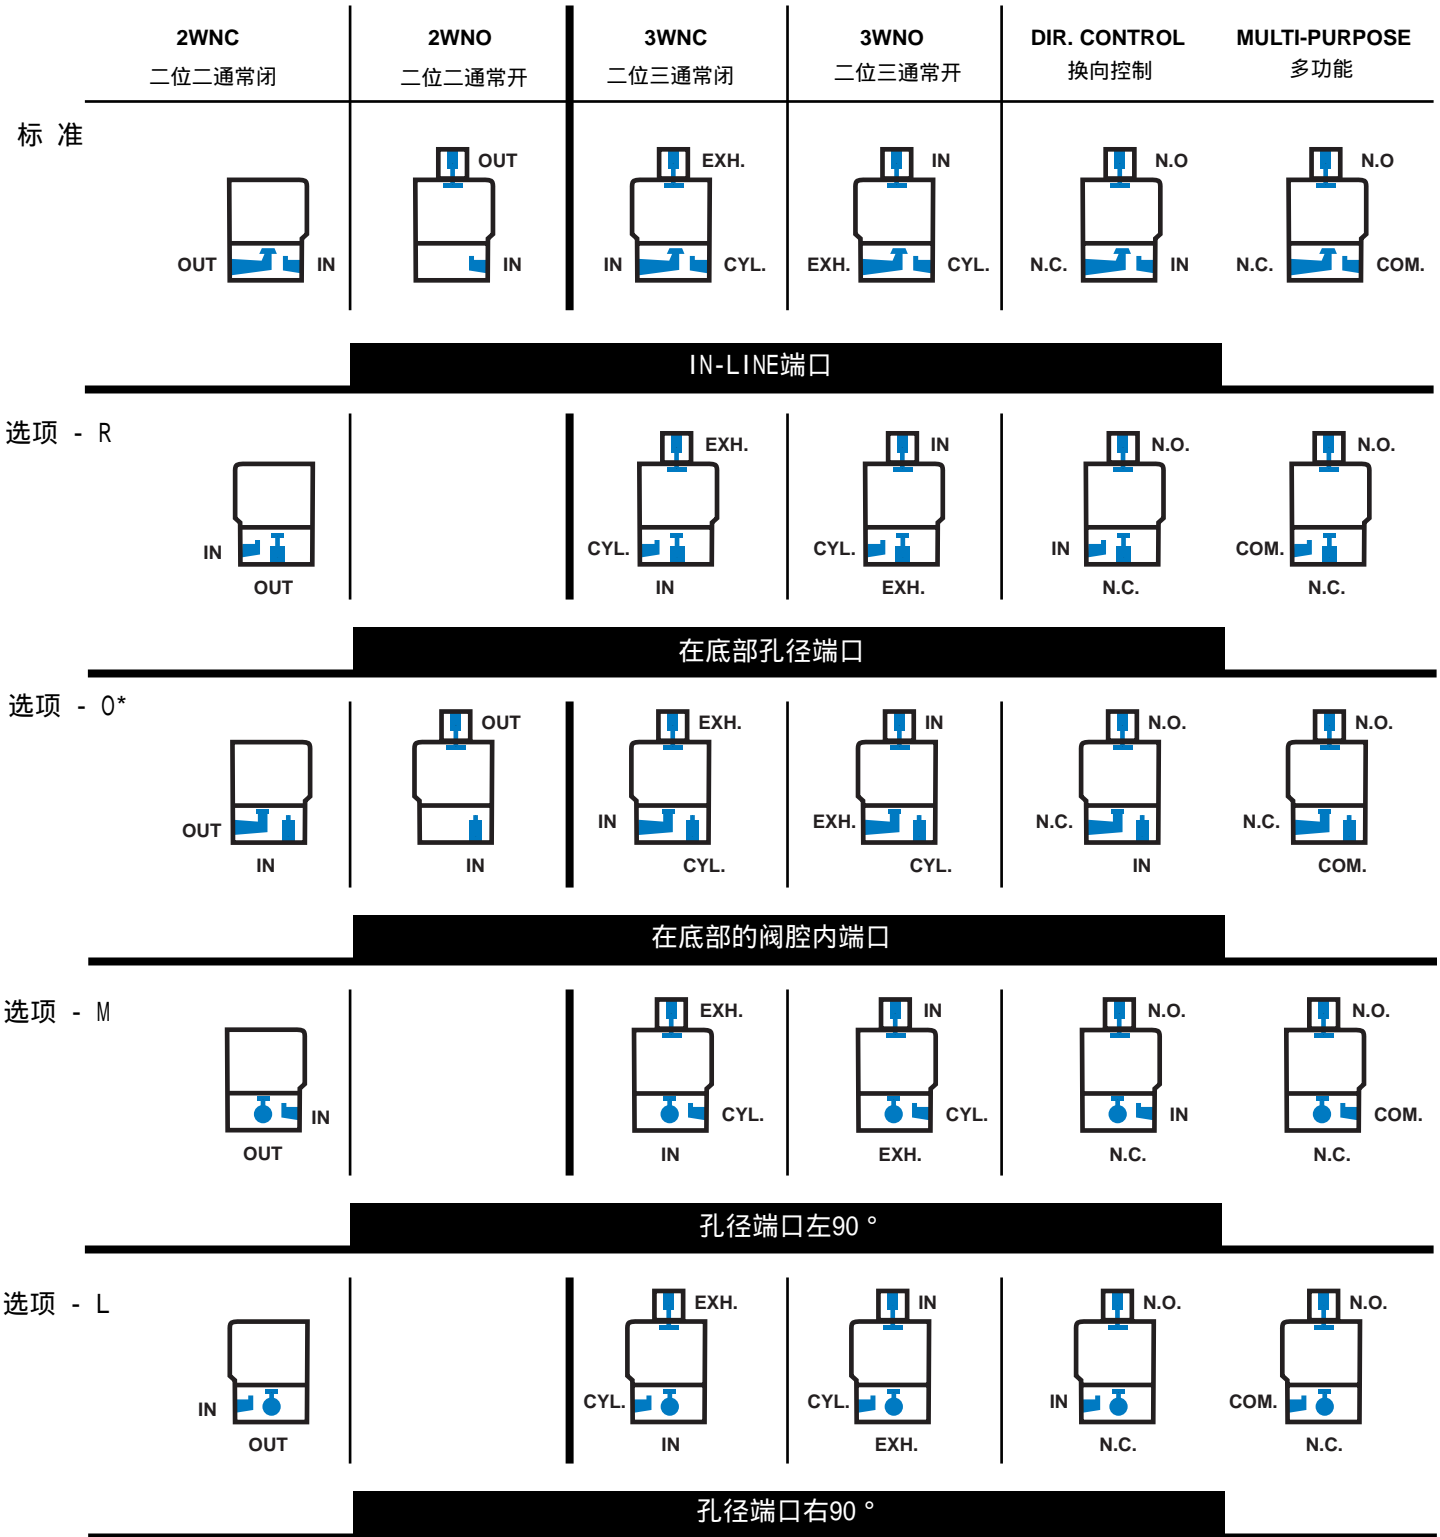 2WNC 2WNO 3WNC 3WNO DIR. CONTROL MULTI-PURPOSE
二位二通常闭 二位二通常开 二位三通常闭 二位三通常开 换向控制 多功能
标 准
OUT EXH. IN N.O N.O
OUT IN IN IN CYL. EXH. CYL. N.C. IN N.C. COM.
IN-LINE端口
选项 - R
EXH. IN N.O. N.O.
IN CYL. CYL. IN COM.
OUT IN EXH. N.C. N.C.
在底部孔径端口
选项 - O*
OUT EXH. IN N.O. N.O.
OUT IN EXH. N.C. N.C.
IN IN CYL. CYL. IN COM.
在底部的阀腔内端口
选项 - M
EXH. IN N.O. N.O.
IN CYL. CYL. IN COM.
OUT IN EXH. N.C. N.C.
孔径端口左90 °
选项 - L
EXH. IN N.O. N.O.
IN CYL. CYL. IN COM.
OUT IN EXH. N.C. N.C.
孔径端口右90 °